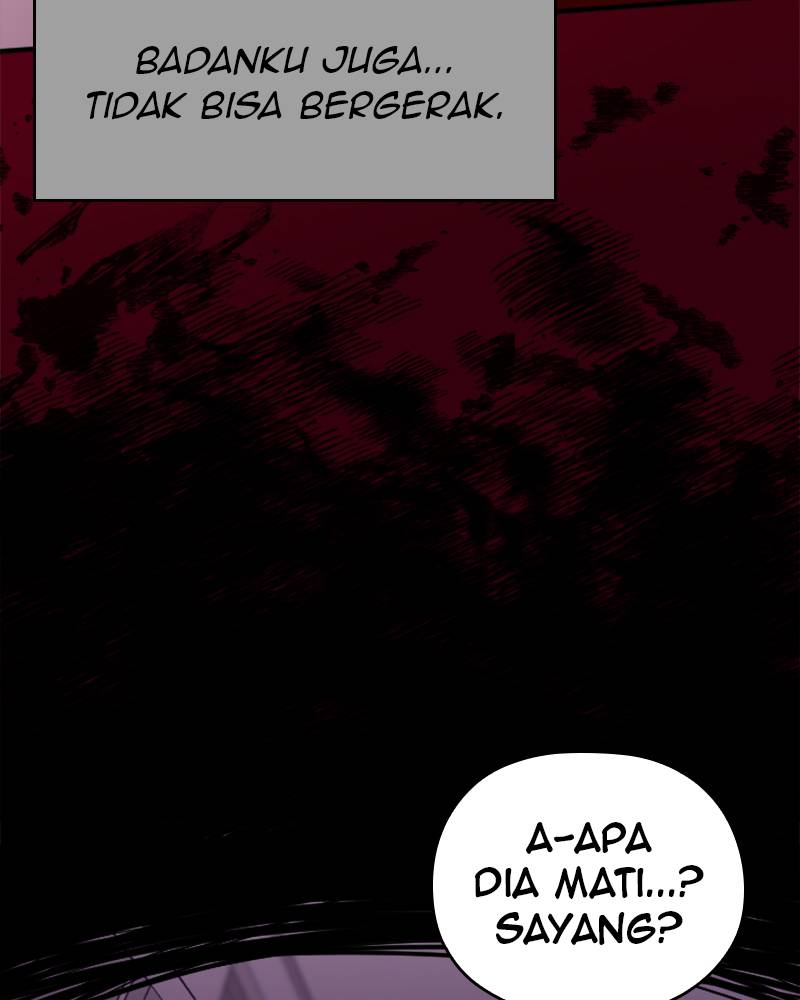 BADANKU JUGA...
TIDAK BISA BERGERAK.
A-APA
DIA MATI...?
SAYANG?